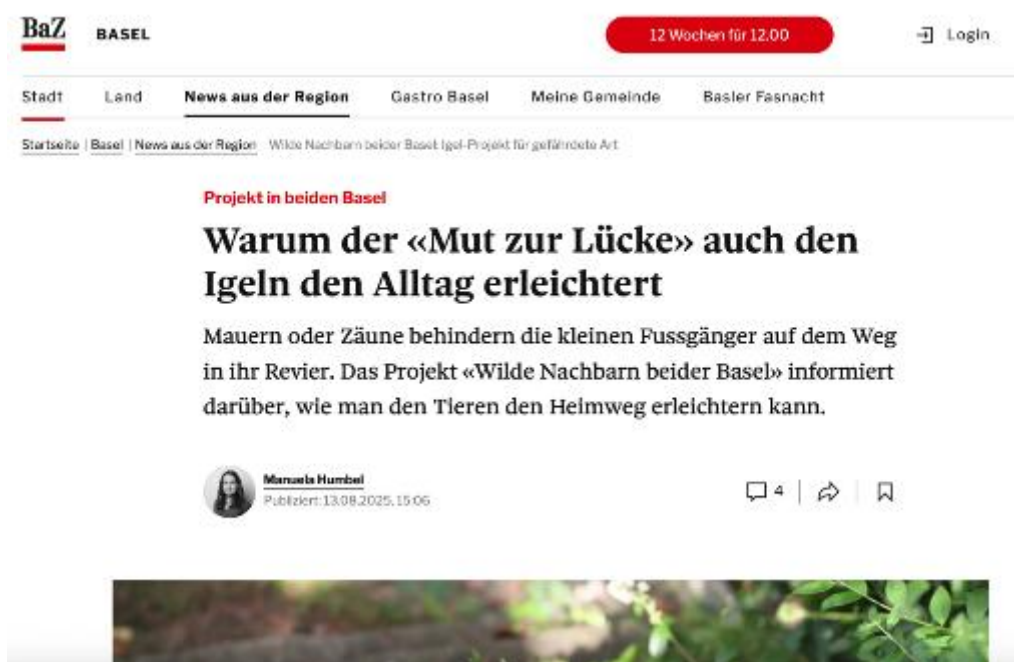 BaZ BASEL 12 Wochen für 12.00 Login
Stadt Land News aus der Region Gastro Basel Meine Gemeinde Basler Fasnacht
Startseite | Basel | News aus der Region Wilde Nachbarn beider Basel: Igel-Projekt für gefährdete Art
Projekt in beiden Basel
Warum der «Mut zur Lücke» auch den
Igeln den Alltag erleichtert
Mauern oder Zäune behindern die kleinen Fussgänger auf dem Weg
in ihr Revier. Das Projekt «Wilde Nachbarn beider Basel» informiert
darüber, wie man den Tieren den Heimweg erleichtern kann.
Manuela Humbel
Publiziert: 13.08.2025, 15:06
4